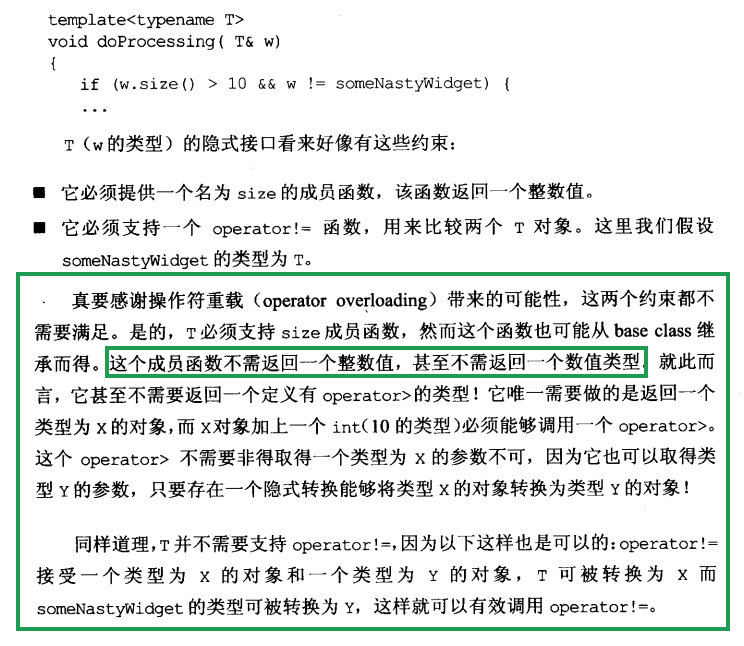 template<typename T>
void doProcessing( T& w)
{
if (w.size() > 10 && w != someNastyWidget) {
...
T（w的类型）的隐式接口看来好像有这些约束：
■ 它必须提供一个名为 size 的成员函数，该函数返回一个整数值。
■ 它必须支持一个 operator!= 函数，用来比较两个 T 对象。这里我们假设
someNastyWidget 的类型为 T。
真要感谢操作符重载（operator overloading）带来的可能性，这两个约束都不
需要满足。是的，T必须支持 size 成员函数，然而这个函数也可能从 base class 继
承而得。这个成员函数不需返回一个整数值，甚至不需返回一个数值类型。就此而
言，它甚至不需要返回一个定义有 operator>的类型！它唯一需要做的是返回一个
类型为 X 的对象，而 X对象加上一个 int(10 的类型)必须能够调用一个 operator>。
这个 operator> 不需要非得取得一个类型为 X 的参数不可，因为它也可以取得类
型 Y 的参数，只要存在一个隐式转换能够将类型 X 的对象转换为类型 Y 的对象！
同样道理，T 并不需要支持 operator!=，因为以下这样也是可以的：operator!=
接受一个类型为 X 的对象和一个类型为 Y 的对象，T 可被转换为 X 而
someNastyWidget 的类型可被转换为 Y，这样就可以有效调用 operator!=。